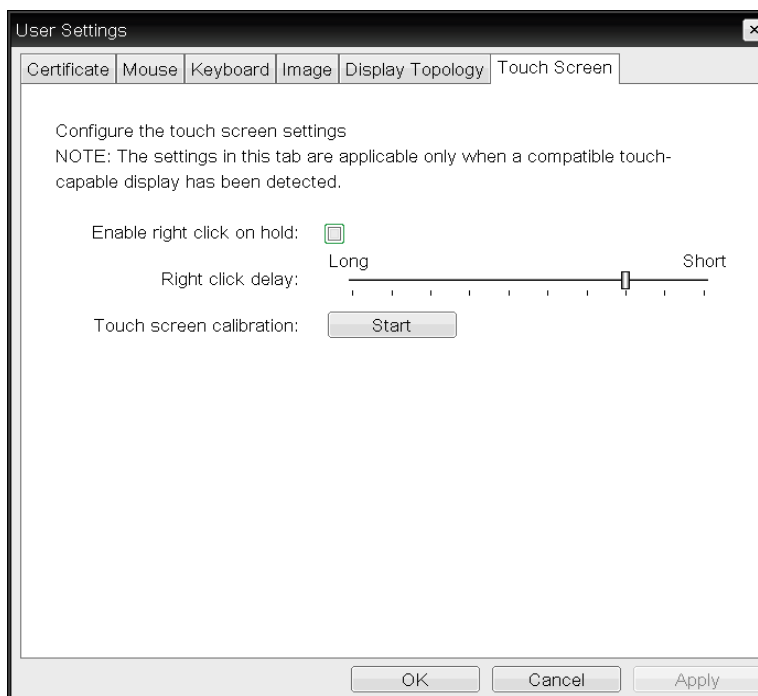 User Settings
Certificate Mouse Keyboard Image Display Topology Touch Screen
Configure the touch screen settings
NOTE: The settings in this tab are applicable only when a compatible touch-
capable display has been detected.
Enable right click on hold:
Long Short
Right click delay:
Touch screen calibration: Start
OK Cancel Apply